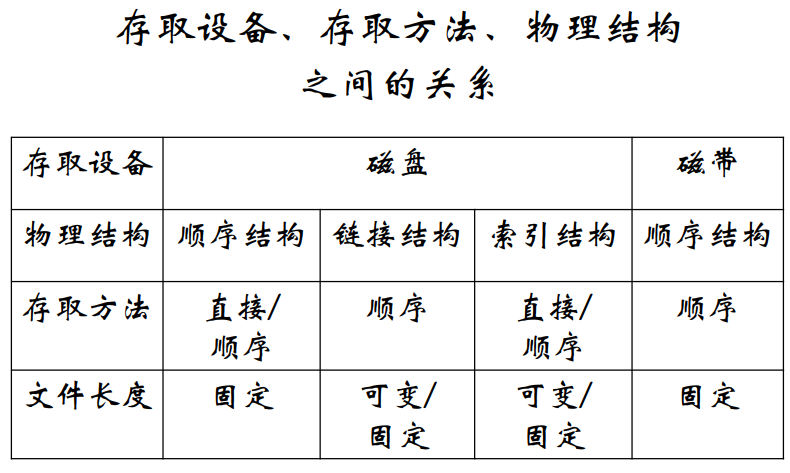 存取设备、存取方法、物理结构
之间的关系
存取设备 磁盘 磁带
物理结构 顺序结构 链接结构 索引结构 顺序结构
存取方法 直接/顺序 顺序 直接/顺序 顺序
文件长度 固定 可变/固定 可变/固定 固定